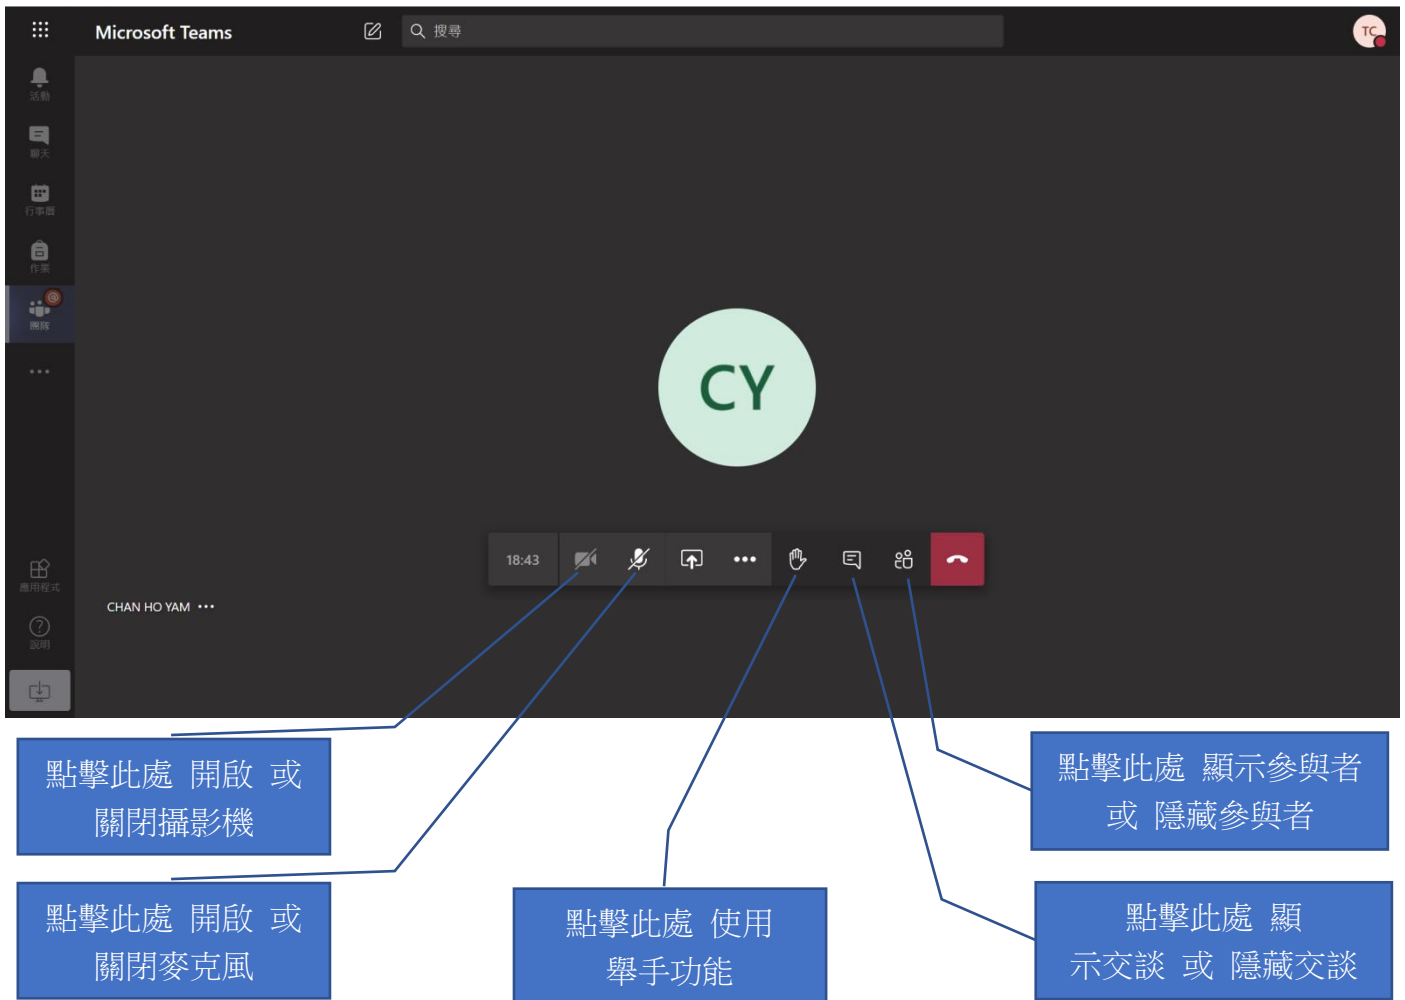 Microsoft Teams
搜尋
TC
活動
聊天
行事曆
作業
@
團隊
CY
18:43
應用程式
CHAN HO YAM •••
說明
點擊此處 開啟 或
關閉攝影機
點擊此處 顯示參與者
或 隱藏參與者
點擊此處 開啟 或
關閉麥克風
點擊此處 使用
舉手功能
點擊此處 顯
示交談 或 隱藏交談